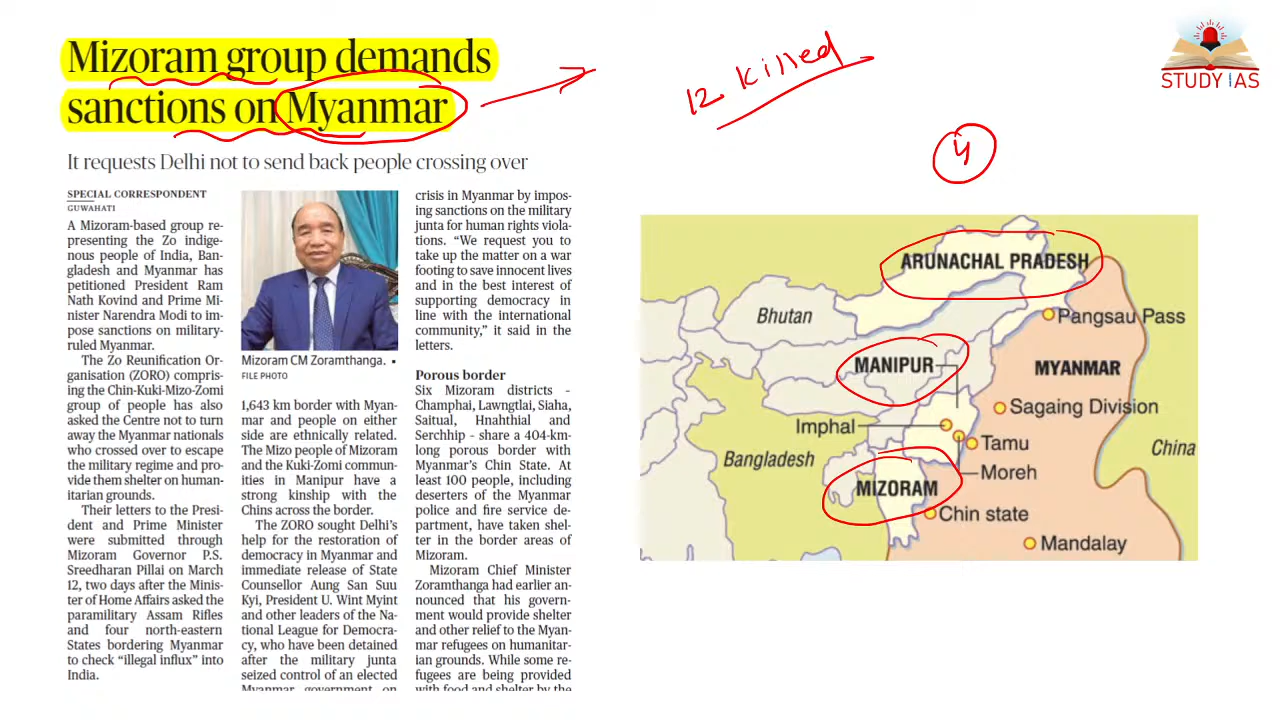 Mizoram group demands
sanctions on Myanmar
It requests Delhi not to send back people crossing over
SPECIAL CORRESPONDENT
GUWAHATI
A Mizoram-based group re-
presenting the Zo indige-
nous people of India, Ban-
gladesh and Myanmar has
petitioned President Ram
Nath Kovind and Prime Mi-
nister Narendra Modi to im-
pose sanctions on military-
ruled Myanmar.
The Zo Reunification Or-
ganisation (ZORO) compris-
ing the Chin-Kuki-Mizo-Zomi
group of people has also
asked the Centre not to turn
away the Myanmar nationals
who crossed over to escape
the military regime and pro-
vide them shelter on human-
itarian grounds.
Their letters to the Presi-
dent and Prime Minister
were submitted through
Mizoram Governor P.S.
Sreedharan Pillai on March
12, two days after the Minis-
ter of Home Affairs asked the
paramilitary Assam Rifles
and four north-eastern
States bordering Myanmar
to check “illegal influx” into
India.
Mizoram CM Zoramthanga. •
FILE PHOTO
1,643 km border with Myan-
mar and people on either
side are ethnically related.
The Mizo people of Mizoram
and the Kuki-Zomi commun-
ities in Manipur have a
strong kinship with the
Chins across the border.
The ZORO sought Delhi’s
help for the restoration of
democracy in Myanmar and
immediate release of State
Counsellor Aung San Suu
Kyi, President U. Wint Myint
and other leaders of the Na-
tional League for Democra-
cy, who have been detained
after the military junta
seized control of an elected
Myanmar government on
crisis in Myanmar by impos-
ing sanctions on the military
junta for human rights viola-
tions. “We request you to
take up the matter on a war
footing to save innocent lives
and in the best interest of
supporting democracy in
line with the international
community,” it said in the
letters.
Porous border
Six Mizoram districts -
Champhai, Lawngtlai, Siaha,
Saitual, Hnahthial and
Serchhip - share a 404-km-
long porous border with
Myanmar’s Chin State. At
least 100 people, including
deserters of the Myanmar
police and fire service de-
partment, have taken shel-
ter in the border areas of
Mizoram.
Mizoram Chief Minister
Zoramthanga had earlier an-
nounced that his govern-
ment would provide shelter
and other relief to the Myan-
mar refugees on humanitar-
ian grounds. While some re-
fugees are being provided
with food and shelter by the
12 killed
4
STUDY IAS
ARUNACHAL PRADESH
Bhutan
Pangsau Pass
MANIPUR
MYANMAR
Sagaing Division
Imphal
Tamu
Bangladesh
China
Moreh
MIZORAM
Chin state
Mandalay